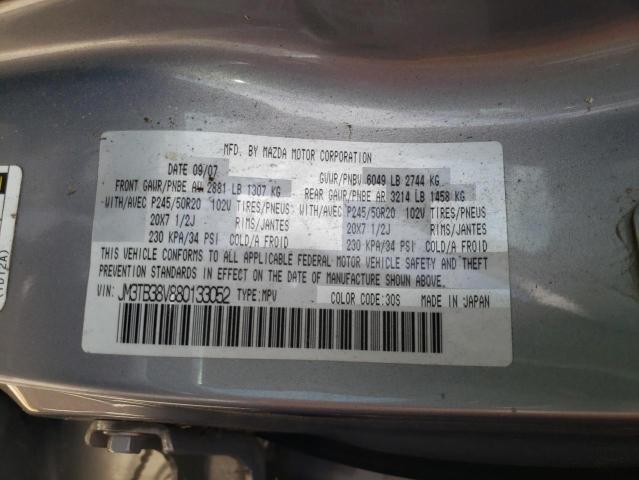 MFD. BY MAZDA MOTOR CORPORATION
DATE 09/07 GVWR/PNBV 6049 LB 2744 KG
FRONT GAWR/PNBE AV 2881 LB 1307 KG REAR GAWR/PNBE AR 3214 LB 1458 KG
WITH/AVEC P245/50R20 102V TIRES/PNEUS WITH/AVEC P245/50R20 102V TIRES/PNEUS
20X7 1/2J RIMS/JANTES 20X7 1/2J RIMS/JANTES
230 KPA/34 PSI COLD/A FROID 230 KPA/34 PSI COLD/A FROID
THIS VEHICLE CONFORMS TO ALL APPLICABLE FEDERAL MOTOR VEHICLE SAFETY AND THEFT
PREVENTION STANDARDS IN EFFECT ON THE DATE OF MANUFACTURE SHOWN ABOVE.
VIN: JM3TB38V880133052 TYPE:MPV COLOR CODE:30S MADE IN JAPAN